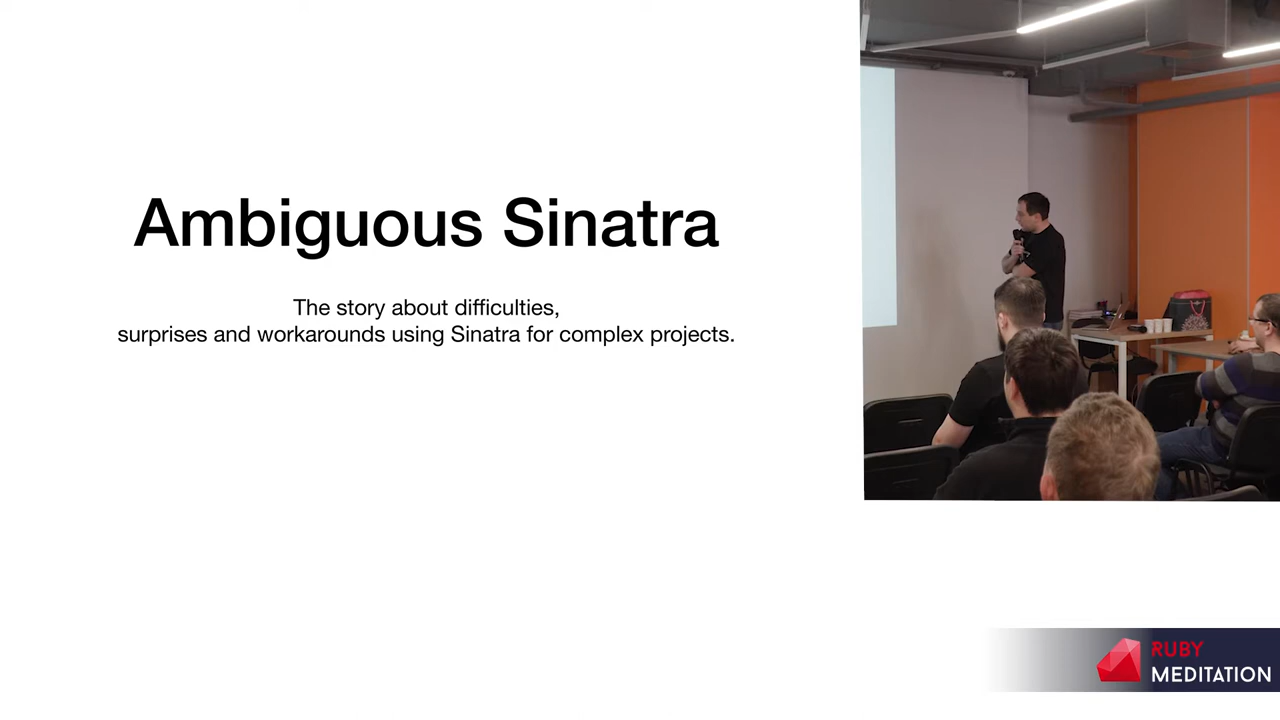 Ambiguous Sinatra
The story about difficulties,
surprises and workarounds using Sinatra for complex projects.
RUBY
MEDITATION